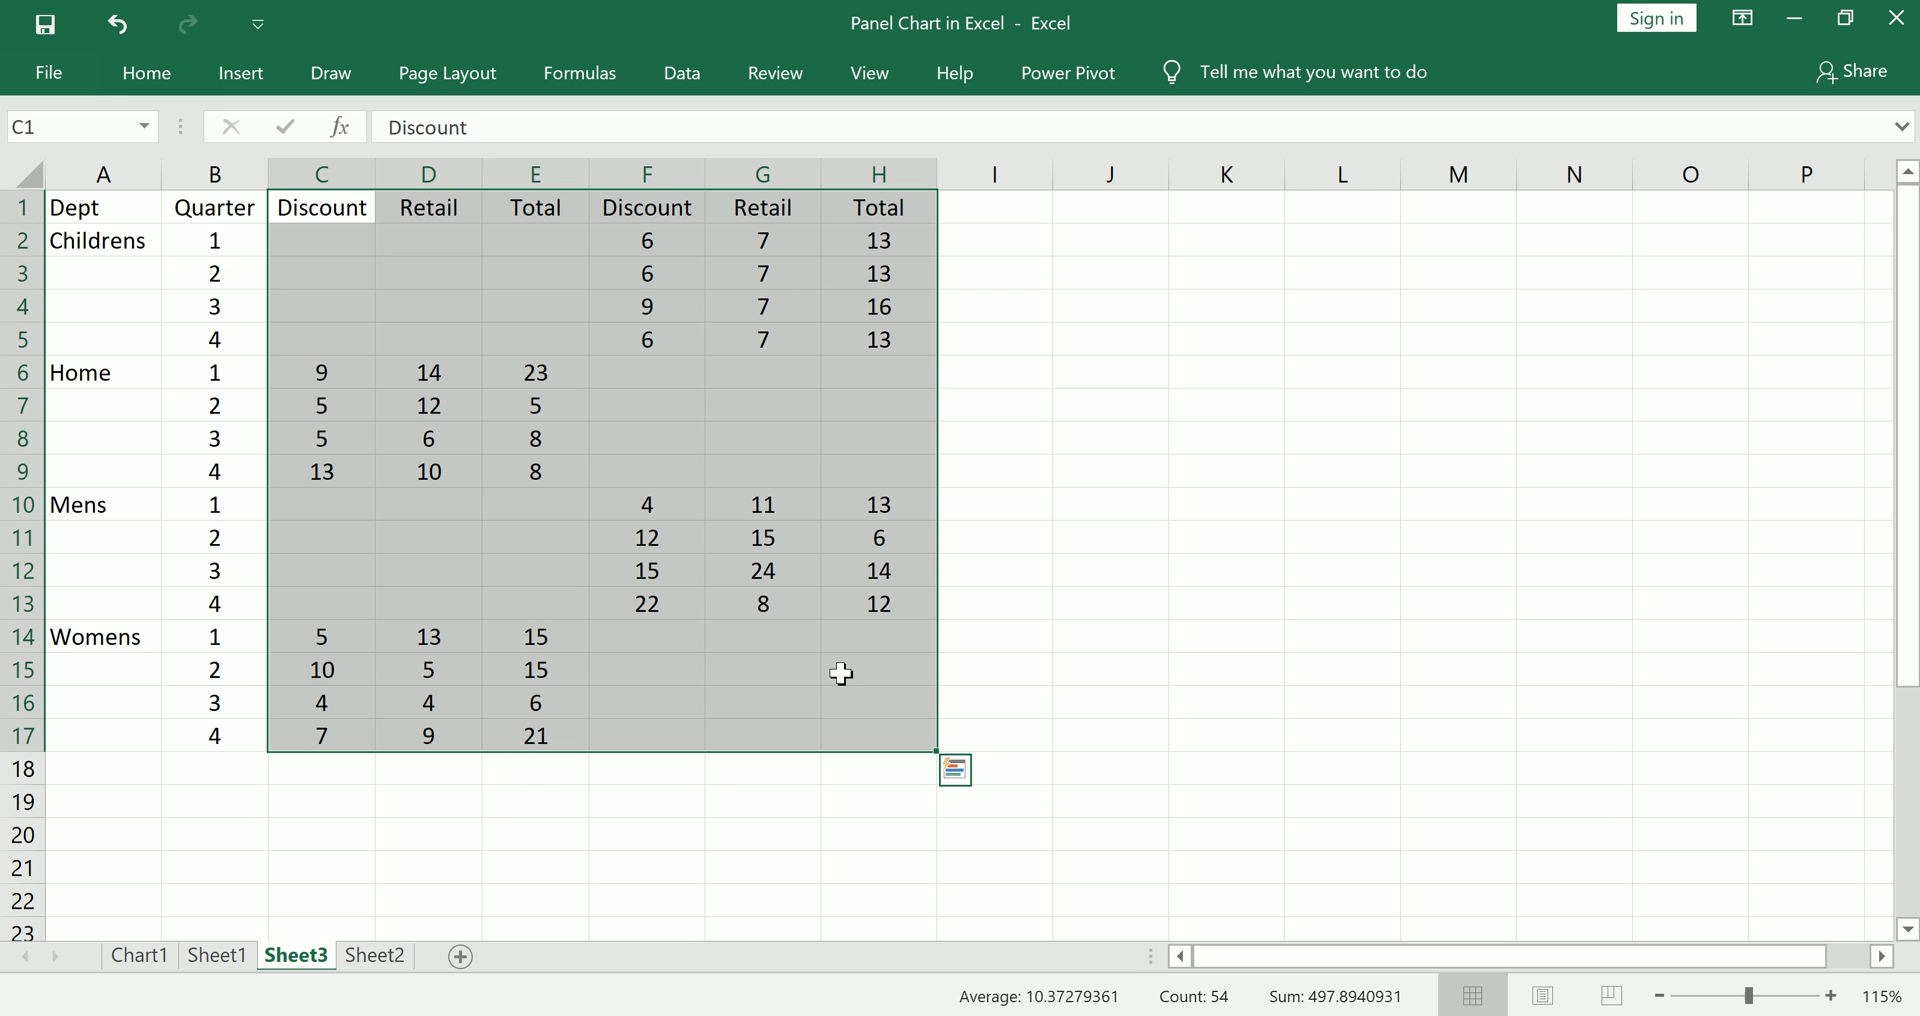 Panel Chart in Excel - Excel
Sign in
File Home Insert Draw Page Layout Formulas Data Review View Help Power Pivot Tell me what you want to do Share
C1 fx Discount
A B C D E F G H I J K L M N O P
1 Dept Quarter Discount Retail Total Discount Retail Total
2 Childrens 1 6 7 13
3 2 6 7 13
4 3 9 7 16
5 4 6 7 13
6 Home 1 9 14 23
7 2 5 12 5
8 3 5 6 8
9 4 13 10 8
10 Mens 1 4 11 13
11 2 12 15 6
12 3 15 24 14
13 4 22 8 12
14 Womens 1 5 13 15
15 2 10 5 15
16 3 4 4 6
17 4 7 9 21
18
19
20
21
22
23
Chart1 Sheet1 Sheet3 Sheet2
Average: 10.37279361 Count: 54 Sum: 497.8940931 115%